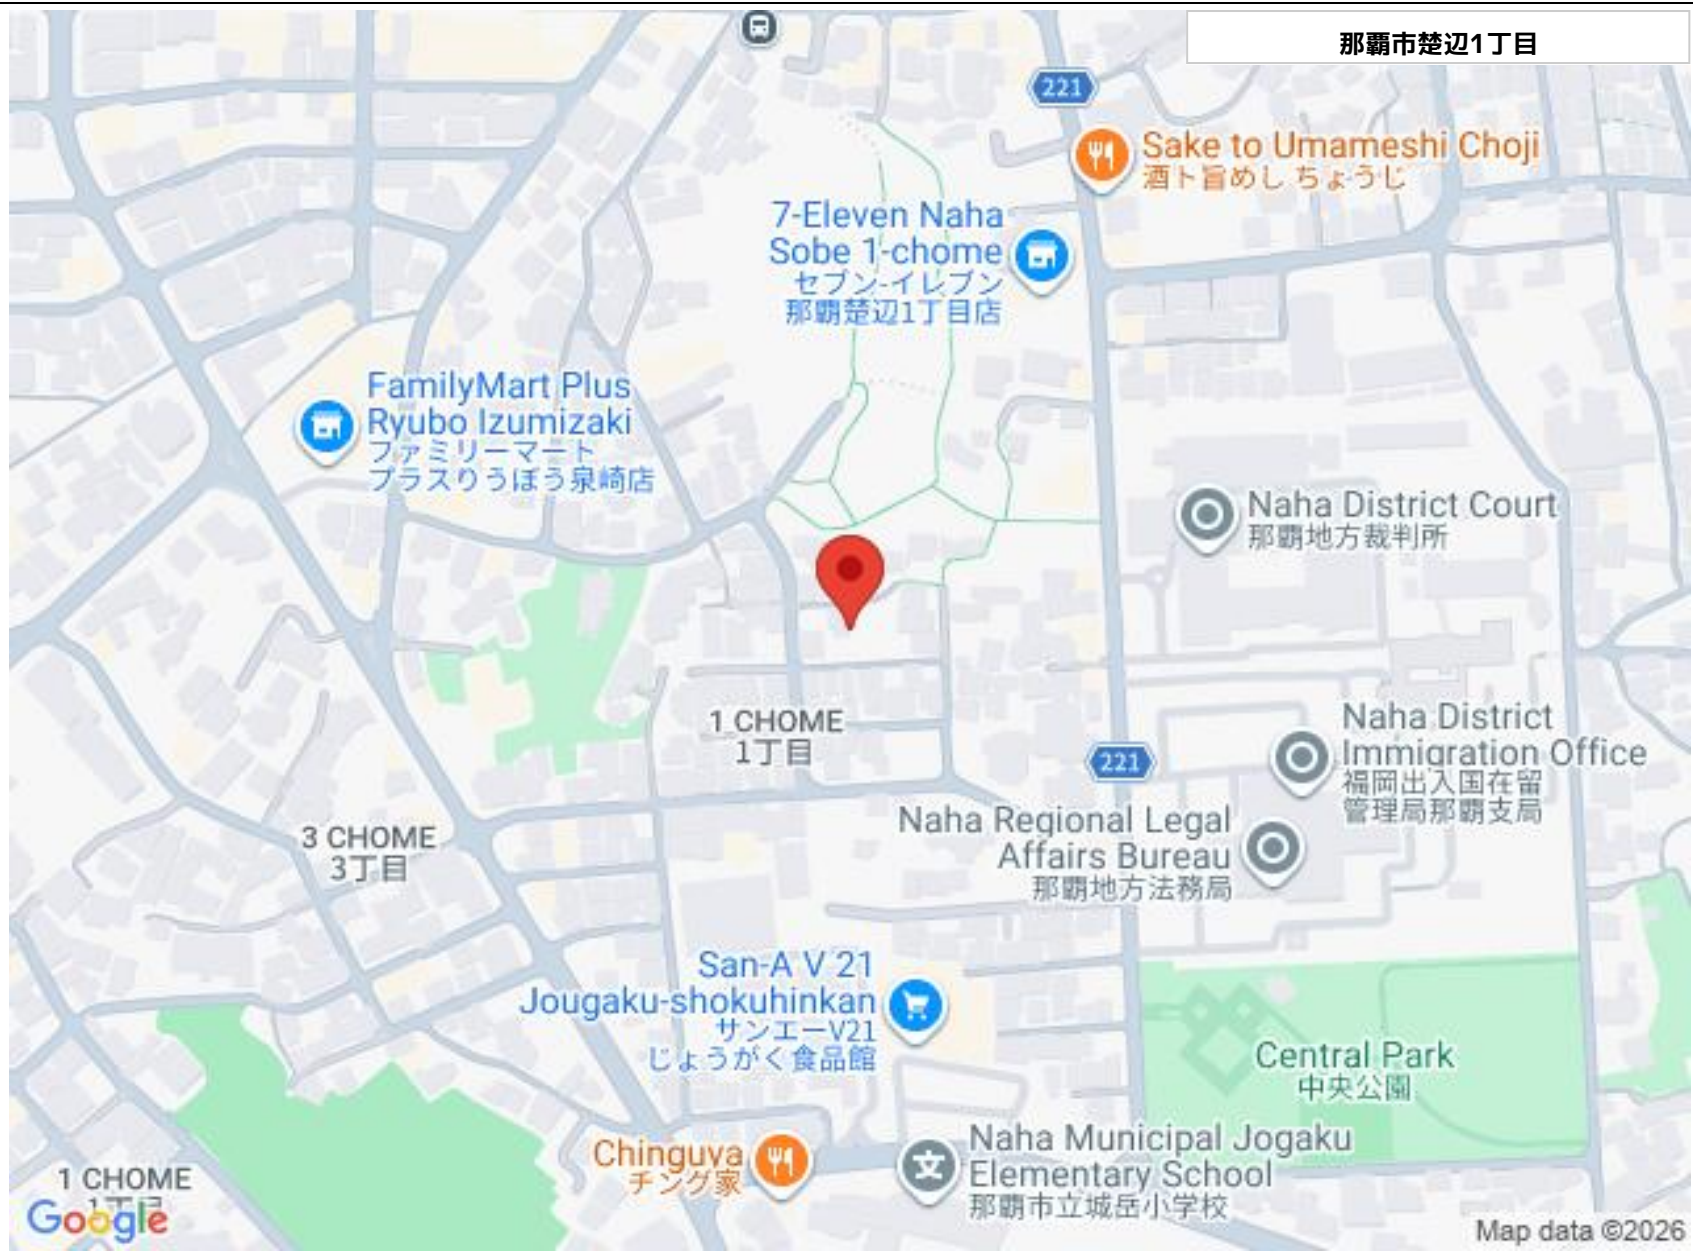 那覇市楚辺1丁目
221
Sake to Umameshi Choji
酒ト旨めし ちょうじ
7-Eleven Naha
Sobe 1-chome
セブン-イレブン
那覇楚辺1丁目店
FamilyMart Plus
Ryubo Izumizaki
ファミリーマート
プラスりうぼう泉崎店
Naha District Court
那覇地方裁判所
1 CHOME
1丁目
221
Naha District
Immigration Office
福岡出入国在留
管理局那覇支局
3 CHOME
3丁目
Naha Regional Legal
Affairs Bureau
那覇地方法務局
San-A V 21
Jougaku-shokuhinkan
サンエーV21
じょうがく食品館
Central Park
中央公園
Chinguya
チング家
文
Naha Municipal Jogaku
Elementary School
那覇市立城岳小学校
1 CHOME
1丁目
Google
Map data ©2026